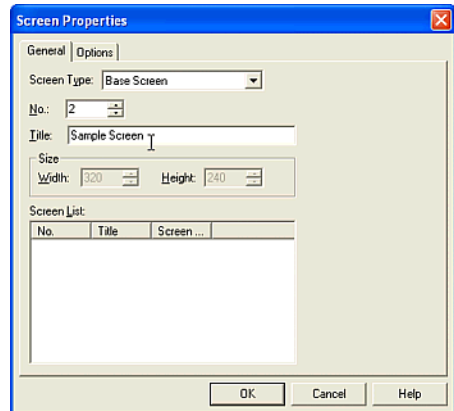 Screen Properties
General Options
Screen Type: Base Screen
No.: 2
Title: Sample Screen
Size
Width: 320 Height: 240
Screen List:
No. Title Screen ...
OK Cancel Help